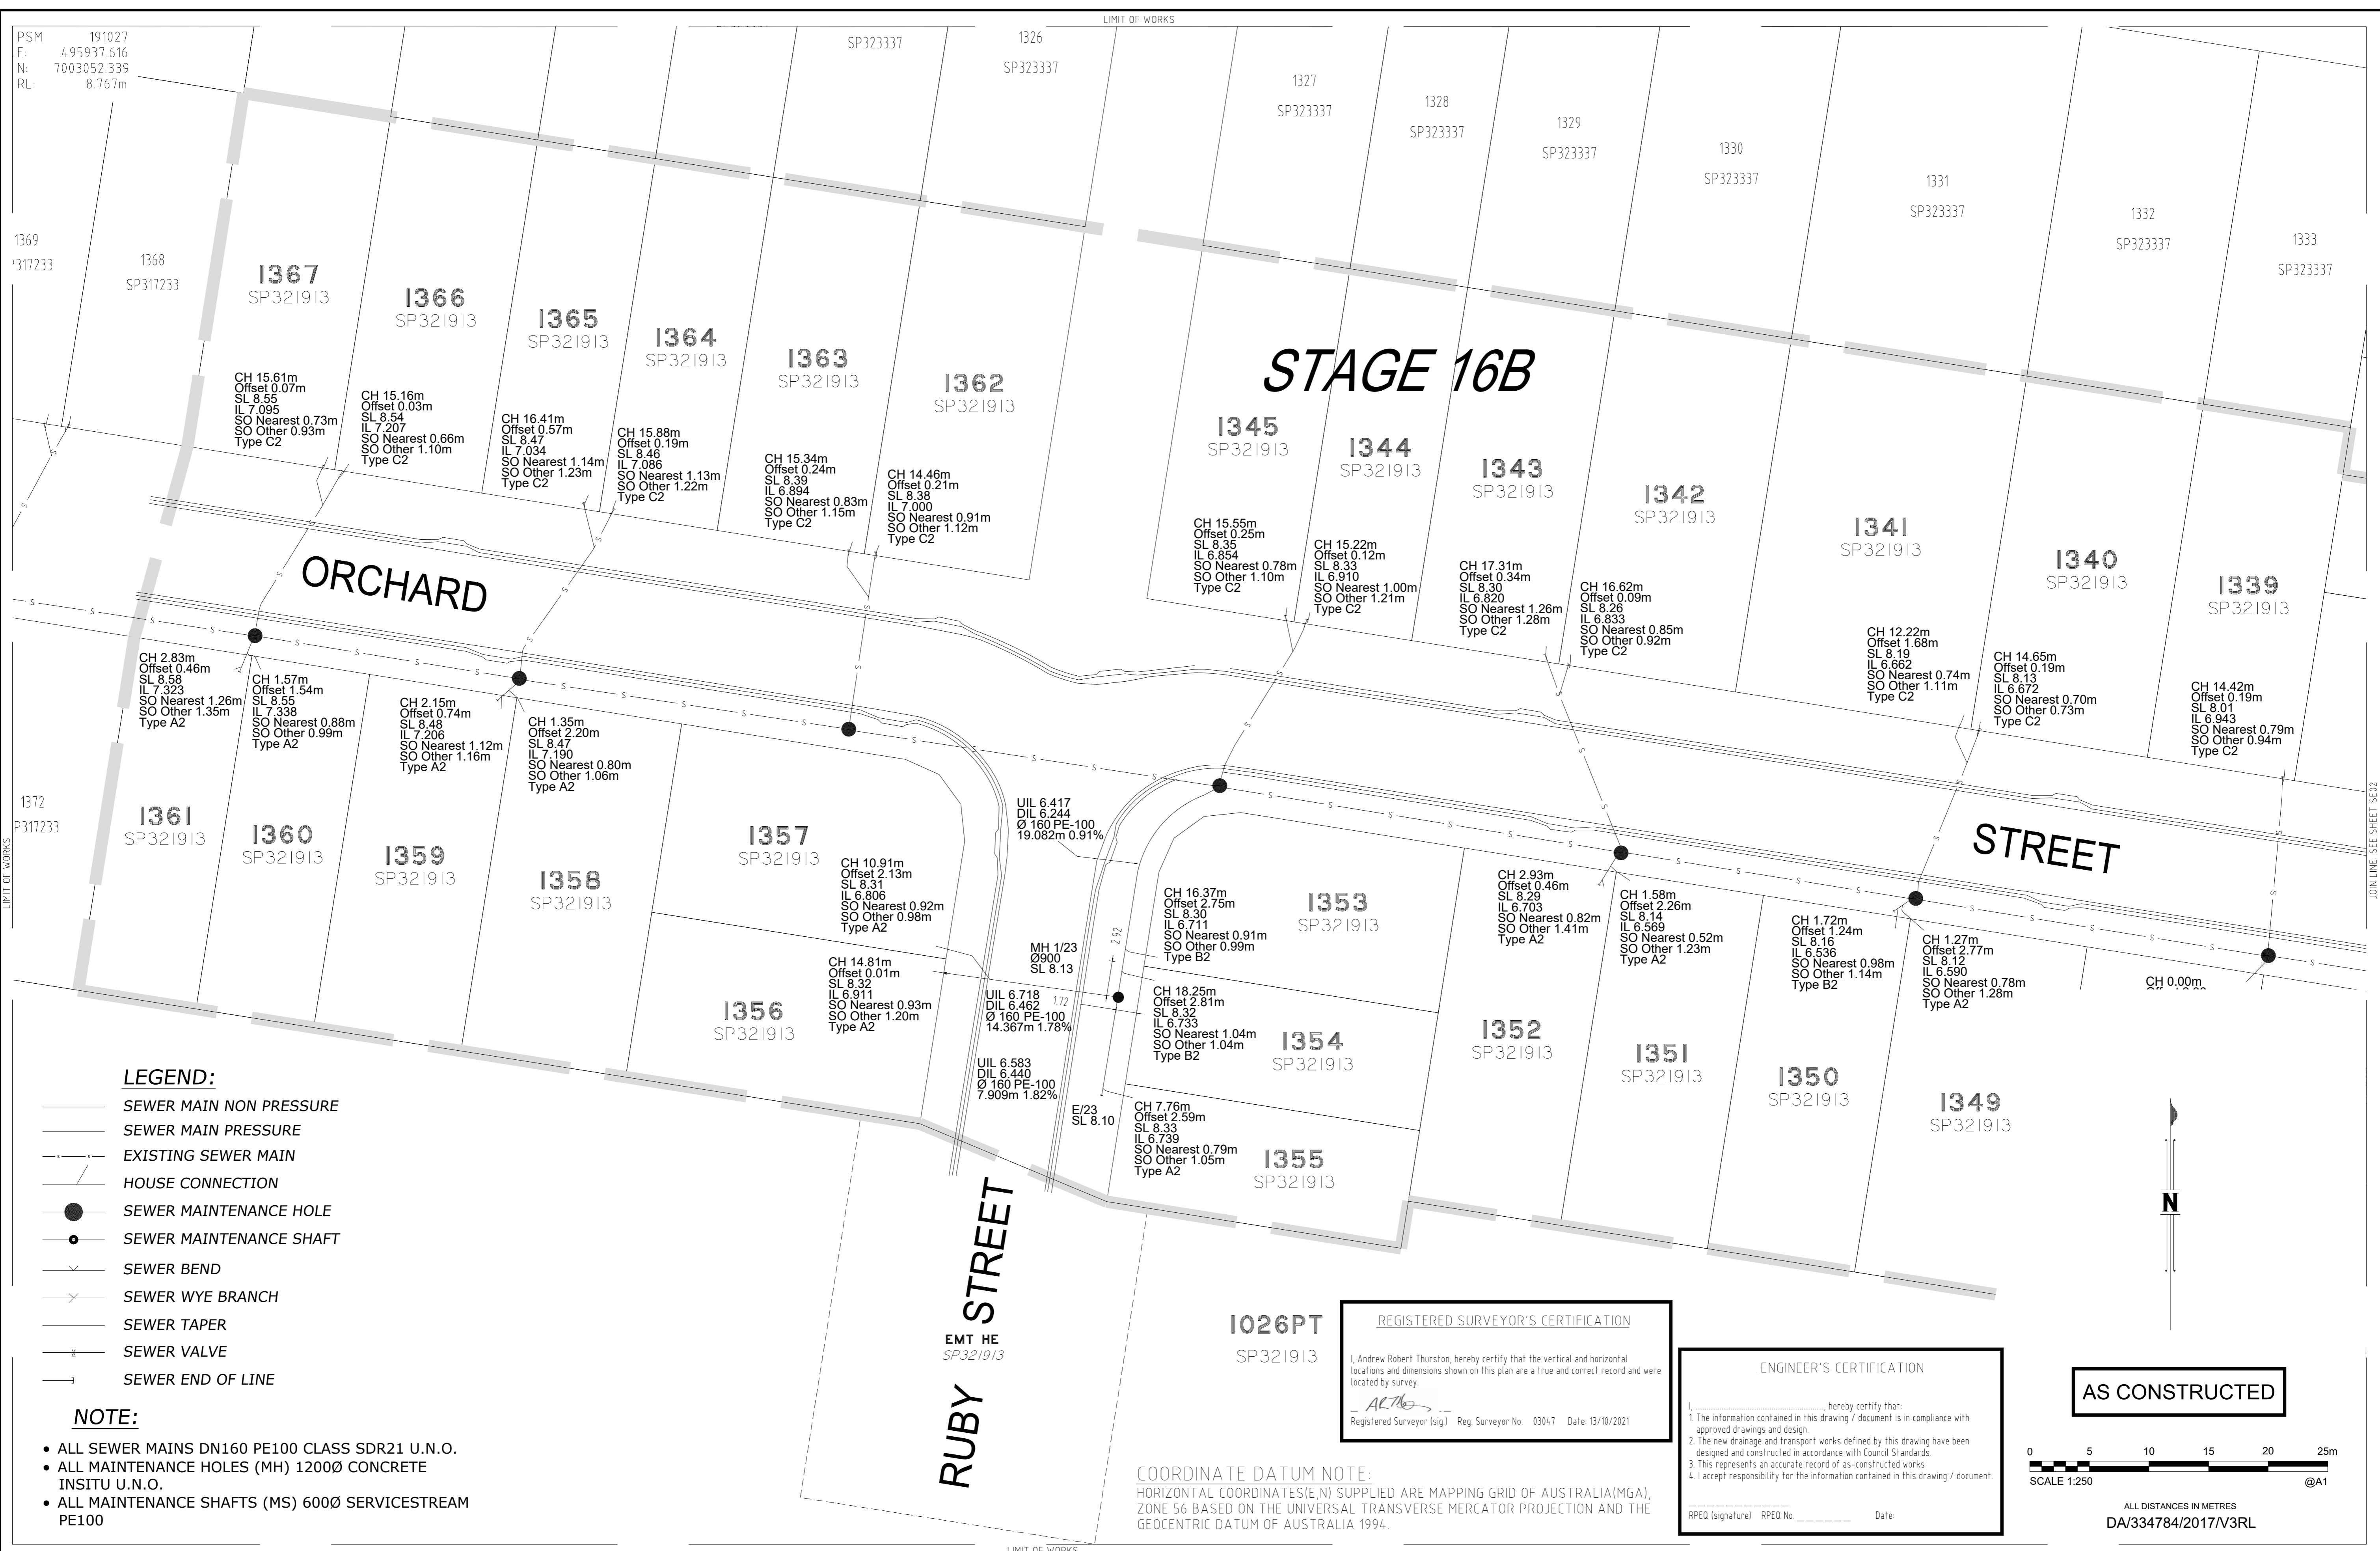 LIMIT OF WORKS
PSM 191027
E: 495937.616
N: 7003052.339
RL: 8.767m
SP323337
1326
SP323337
1327
SP323337
1328
SP323337
1329
SP323337
1330
SP323337
1331
SP323337
1332
SP323337
1333
SP323337
1369
P317233
1368
SP317233
1367
SP321913
1366
SP321913
1365
SP321913
1364
SP321913
1363
SP321913
1362
SP321913
STAGE 16B
1345
SP321913
1344
SP321913
1343
SP321913
1342
SP321913
1341
SP321913
1340
SP321913
1339
SP321913
CH 15.61m
Offset 0.07m
SL 8.55
IL 7.095
SO Nearest 0.73m
SO Other 0.93m
Type C2
CH 15.16m
Offset 0.03m
SL 8.54
IL 7.207
SO Nearest 0.66m
SO Other 1.10m
Type C2
CH 16.41m
Offset 0.57m
SL 8.47
IL 7.034
SO Nearest 1.14m
SO Other 1.23m
Type C2
CH 15.88m
Offset 0.19m
SL 8.46
IL 7.086
SO Nearest 1.13m
SO Other 1.22m
Type C2
CH 15.34m
Offset 0.24m
SL 8.39
IL 6.894
SO Nearest 0.83m
SO Other 1.15m
Type C2
CH 14.46m
Offset 0.21m
SL 8.38
IL 7.000
SO Nearest 0.91m
SO Other 1.12m
Type C2
CH 15.55m
Offset 0.25m
SL 8.35
IL 6.854
SO Nearest 0.78m
SO Other 1.10m
Type C2
CH 15.22m
Offset 0.12m
SL 8.33
IL 6.910
SO Nearest 1.00m
SO Other 1.21m
Type C2
CH 17.31m
Offset 0.34m
SL 8.30
IL 6.820
SO Nearest 1.26m
SO Other 1.28m
Type C2
CH 16.62m
Offset 0.09m
SL 8.26
IL 6.833
SO Nearest 0.85m
SO Other 0.92m
Type C2
CH 12.22m
Offset 1.68m
SL 8.19
IL 6.662
SO Nearest 0.74m
SO Other 1.11m
Type C2
CH 14.65m
Offset 0.19m
SL 8.13
IL 6.672
SO Nearest 0.70m
SO Other 0.73m
Type C2
CH 14.42m
Offset 0.19m
SL 8.01
IL 6.943
SO Nearest 0.79m
SO Other 0.94m
Type C2
ORCHARD
STREET
CH 2.83m
Offset 0.46m
SL 8.58
IL 7.323
SO Nearest 1.26m
SO Other 1.35m
Type A2
CH 1.57m
Offset 1.54m
SL 8.55
IL 7.338
SO Nearest 0.88m
SO Other 0.99m
Type A2
CH 2.15m
Offset 0.74m
SL 8.48
IL 7.206
SO Nearest 1.12m
SO Other 1.16m
Type A2
CH 1.35m
Offset 2.20m
SL 8.47
IL 7.190
SO Nearest 0.80m
SO Other 1.06m
Type A2
1372
P317233
1361
SP321913
1360
SP321913
1359
SP321913
1358
SP321913
1357
SP321913
1356
SP321913
CH 10.91m
Offset 2.13m
SL 8.31
IL 6.806
SO Nearest 0.92m
SO Other 0.98m
Type A2
CH 14.81m
Offset 0.01m
SL 8.32
IL 6.911
SO Nearest 0.93m
SO Other 1.20m
Type A2
UIL 6.417
DIL 6.244
Ø 160 PE-100
19.082m 0.91%
MH 1/23
Ø900
SL 8.13
2.92
1.72
UIL 6.718
DIL 6.462
Ø 160 PE-100
14.367m 1.78%
UIL 6.583
DIL 6.440
Ø 160 PE-100
7.909m 1.82%
E/23
SL 8.10
CH 16.37m
Offset 2.75m
SL 8.30
IL 6.711
SO Nearest 0.91m
SO Other 0.99m
Type B2
CH 18.25m
Offset 2.81m
SL 8.32
IL 6.733
SO Nearest 1.04m
SO Other 1.04m
Type B2
CH 7.76m
Offset 2.59m
SL 8.33
IL 6.739
SO Nearest 0.79m
SO Other 1.05m
Type A2
1353
SP321913
1354
SP321913
1355
SP321913
CH 2.93m
Offset 0.46m
SL 8.29
IL 6.703
SO Nearest 0.82m
SO Other 1.41m
Type A2
CH 1.58m
Offset 2.26m
SL 8.14
IL 6.569
SO Nearest 0.52m
SO Other 1.23m
Type A2
CH 1.72m
Offset 1.24m
SL 8.16
IL 6.536
SO Nearest 0.98m
SO Other 1.14m
Type B2
CH 1.27m
Offset 2.77m
SL 8.12
IL 6.590
SO Nearest 0.78m
SO Other 1.28m
Type A2
CH 0.00m
1352
SP321913
1351
SP321913
1350
SP321913
1349
SP321913
LIMIT OF WORKS
JOIN LINE: SEE SHEET SE02
RUBY STREET
EMT HE
SP321913
1026PT
SP321913
N
LEGEND:
SEWER MAIN NON PRESSURE
SEWER MAIN PRESSURE
EXISTING SEWER MAIN
HOUSE CONNECTION
SEWER MAINTENANCE HOLE
SEWER MAINTENANCE SHAFT
SEWER BEND
SEWER WYE BRANCH
SEWER TAPER
SEWER VALVE
SEWER END OF LINE
NOTE:
• ALL SEWER MAINS DN160 PE100 CLASS SDR21 U.N.O.
• ALL MAINTENANCE HOLES (MH) 1200Ø CONCRETE
INSITU U.N.O.
• ALL MAINTENANCE SHAFTS (MS) 600Ø SERVICESTREAM
PE100
REGISTERED SURVEYOR'S CERTIFICATION
I, Andrew Robert Thurston, hereby certify that the vertical and horizontal
locations and dimensions shown on this plan are a true and correct record and were
located by survey.
Registered Surveyor (sig.) Reg. Surveyor No. 03047 Date: 13/10/2021
COORDINATE DATUM NOTE:
HORIZONTAL COORDINATES(E,N) SUPPLIED ARE MAPPING GRID OF AUSTRALIA(MGA),
ZONE 56 BASED ON THE UNIVERSAL TRANSVERSE MERCATOR PROJECTION AND THE
GEOCENTRIC DATUM OF AUSTRALIA 1994.
ENGINEER'S CERTIFICATION
I, ........................, hereby certify that:
1. The information contained in this drawing / document is in compliance with
approved drawings and design.
2. The new drainage and transport works defined by this drawing have been
designed and constructed in accordance with Council Standards.
3. This represents an accurate record of as-constructed works.
4. I accept responsibility for the information contained in this drawing / document.
RPEQ (signature) RPEQ No. ______ Date:
AS CONSTRUCTED
0 5 10 15 20 25m
SCALE 1:250 @A1
ALL DISTANCES IN METRES
DA/334784/2017/V3RL
LIMIT OF WORKS